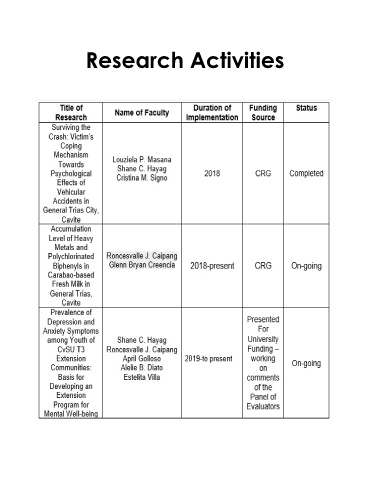 Research Activities
Title of Research
Name of Faculty
Duration of Implementation
Funding Source
Status
Surviving the
Crash: Victim's
Coping
Mechanism
Towards
Psychological
Effects of
Vehicular
Accidents in
General Trias City,
Cavite
Louziela P. Masana
Shane C. Hayag
Cristina M. Signo
2018
CRG
Completed
Accumulation
Level of Heavy
Metals and
Polychlorinated
Biphenyls in
Carabao-based
Fresh Milk in
General Trias,
Cavite
Roncesvalle J. Caipang
Glenn Bryan Creencia
2018-present
CRG
On-going
Prevalence of
Depression and
Anxiety Symptoms
among Youth of
CvSU T3
Extension
Communities:
Basis for
Developing an
Extension
Program for
Mental Well-being
Shane C. Hayag
Roncesvalle J. Caipang
April Golloso
Alelie B. Diato
Estelita Villa
2019-to present
Presented
For
University
Funding –
working
on
comments
of the
Panel of
Evaluators
On-going